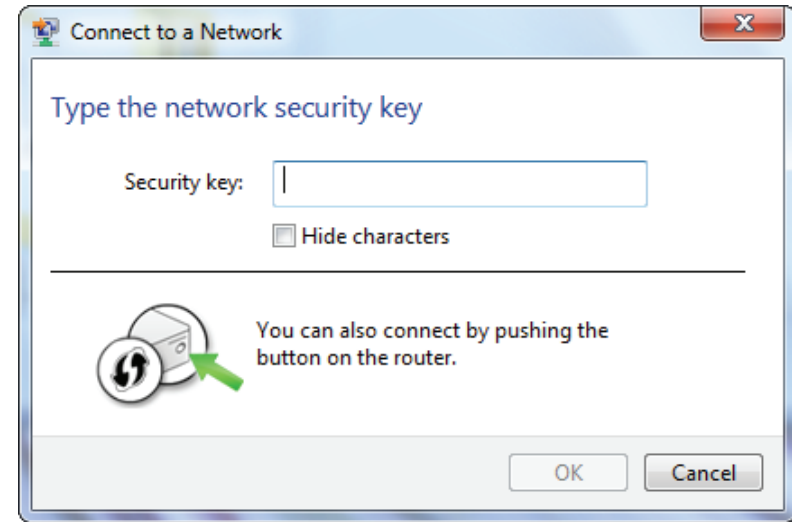 Connect to a Network
Type the network security key
Security key:
Hide characters
You can also connect by pushing the
button on the router.
OK
Cancel